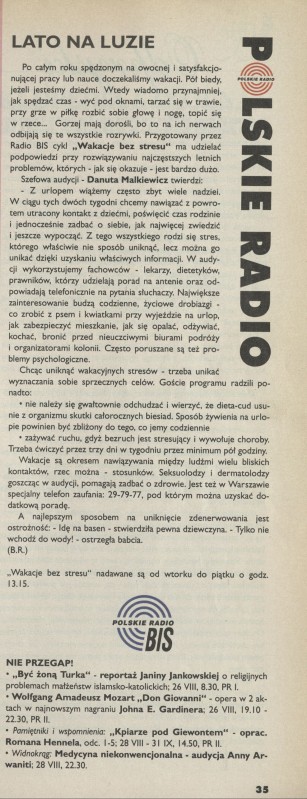 LATO NA LUZIE
POLSKIE RADIO
Po całym roku spędzonym na owocnej i satysfakcjo-
nującej pracy lub nauce doczekaliśmy wakacji. Pół biedy,
jeżeli jesteśmy dziećmi. Wtedy wiadomo przynajmniej,
jak spędzać czas - wyć pod oknami, tarzać się w trawie,
przy grze w piłkę rozbić sobie głowę i nogę, topić się
w rzece... Gorzej mają dorośli, bo to na ich nerwach
odbijają się te wszystkie rozrywki. Przygotowany przez
Radio BIS cykl „Wakacje bez stresu" ma udzielać
podpowiedzi przy rozwiązywaniu najczęstszych letnich
problemów, których - jak się okazuje - jest bardzo dużo.
Szefowa audycji - Danuta Malkiewicz twierdzi:
- Z urlopem wiążemy często zbyt wiele nadziei.
W ciągu tych dwóch tygodni chcemy nawiązać z powro-
tem utracony kontakt z dziećmi, poświęcić czas rodzinie
i jednocześnie zadbać o siebie, jak najwięcej zwiedzić
i jeszcze wypocząć. Z tego wszystkiego rodzi się stres,
którego właściwie nie sposób uniknąć, lecz można go
unikać dzięki uzyskaniu właściwych informacji. W audy-
cji wykorzystujemy fachowców - lekarzy, dietetyków,
prawników, którzy udzielają porad na antenie oraz od-
powiadają telefonicznie na pytania słuchaczy. Największe
zainteresowanie budzą codzienne, życiowe drobiazgi -
co zrobić z psem i kwiatkami przy wyjeździe na urlop,
jak zabezpieczyć mieszkanie, jak się opalać, odżywiać,
kochać, bronić przed nieuczciwymi biurami podróży
i organizatorami kolonii. Często poruszane są też pro-
blemy psychologiczne.
Chcąc uniknąć wakacyjnych stresów - trzeba unikać
wyznaczania sobie sprzecznych celów. Goście programu radzili po-
nadto:
• nie należy się gwałtownie odchudzać i wierzyć, że dieta-cud usu-
nie z organizmu skutki całorocznych biesiad. Sposób żywienia na urlo-
pie powinien być zbliżony do tego, co jemy codziennie
• zażywać ruchu, gdyż bezruch jest stresujący i wywołuje choroby.
Trzeba ćwiczyć przez trzy dni w tygodniu przez minimum pół godziny.
Wakacje są okresem nawiązywania między ludźmi wielu bliskich
kontaktów, rzec można - stosunków. Seksuolodzy i dermatolodzy
goszcząc w audycji, pomagają zadbać o zdrowie. Jest też w Warszawie
specjalny telefon zaufania: 29-79-77, pod którym można uzyskać do-
datkową poradę.
A najlepszym sposobem na uniknięcie zdenerwowania jest
ostrożność: - Idę na basen - stwierdziła pewna dziewczyna. - Tylko nie
wchodź do wody! - ostrzegła babcia.
(B.R.)
„Wakacje bez stresu" nadawane są od wtorku do piątku o godz.
13.15.
POLSKIE RADIO
BIS
NIE PRZEGAP!
• „Być żoną Turka" - reportaż Janiny Jankowskiej o religijnych
problemach małżeństw islamsko-katolickich; 26 VIII, 8.30, PR I.
• Wolfgang Amadeusz Mozart „Don Giovanni" - opera w 2 ak-
tach w najnowszym nagraniu Johna E. Gardinera; 26 VIII, 19.10 -
22.30, PR II.
• Pamiętniki i wspomnienia: „Kpiarze pod Giewontem" - oprac.
Romana Hennela, odc. 1-5; 28 VIII - 31 IX, 14.50, PR II.
• Widnokrąg: Medycyna niekonwencjonalna - audycja Anny Ar-
waniti; 28 VIII, 22.30.
35